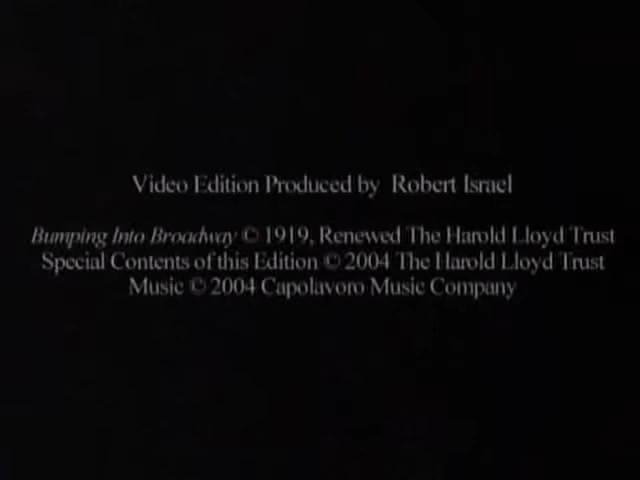 Video Edition Produced by Robert Israel
Bumping Into Broadway © 1919, Renewed The Harold Lloyd Trust
Special Contents of this Edition © 2004 The Harold Lloyd Trust
Music © 2004 Capolavoro Music Company